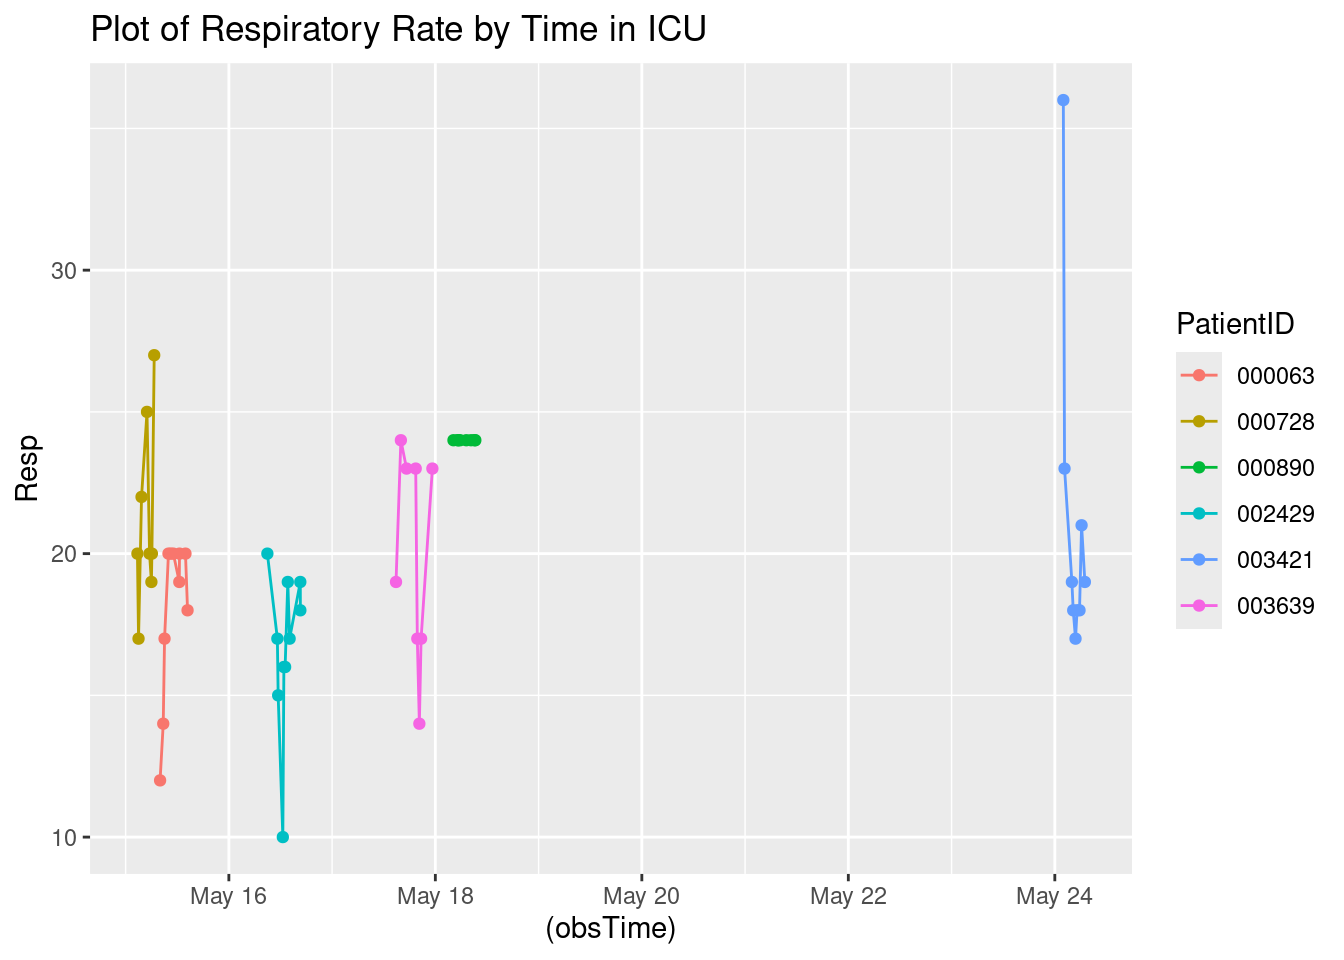 Plot of Respiratory Rate by Time in ICU
Resp
30
20
10
May 16 May 18 May 20 May 22 May 24
(obsTime)
PatientID
000063
000728
000890
002429
003421
003639